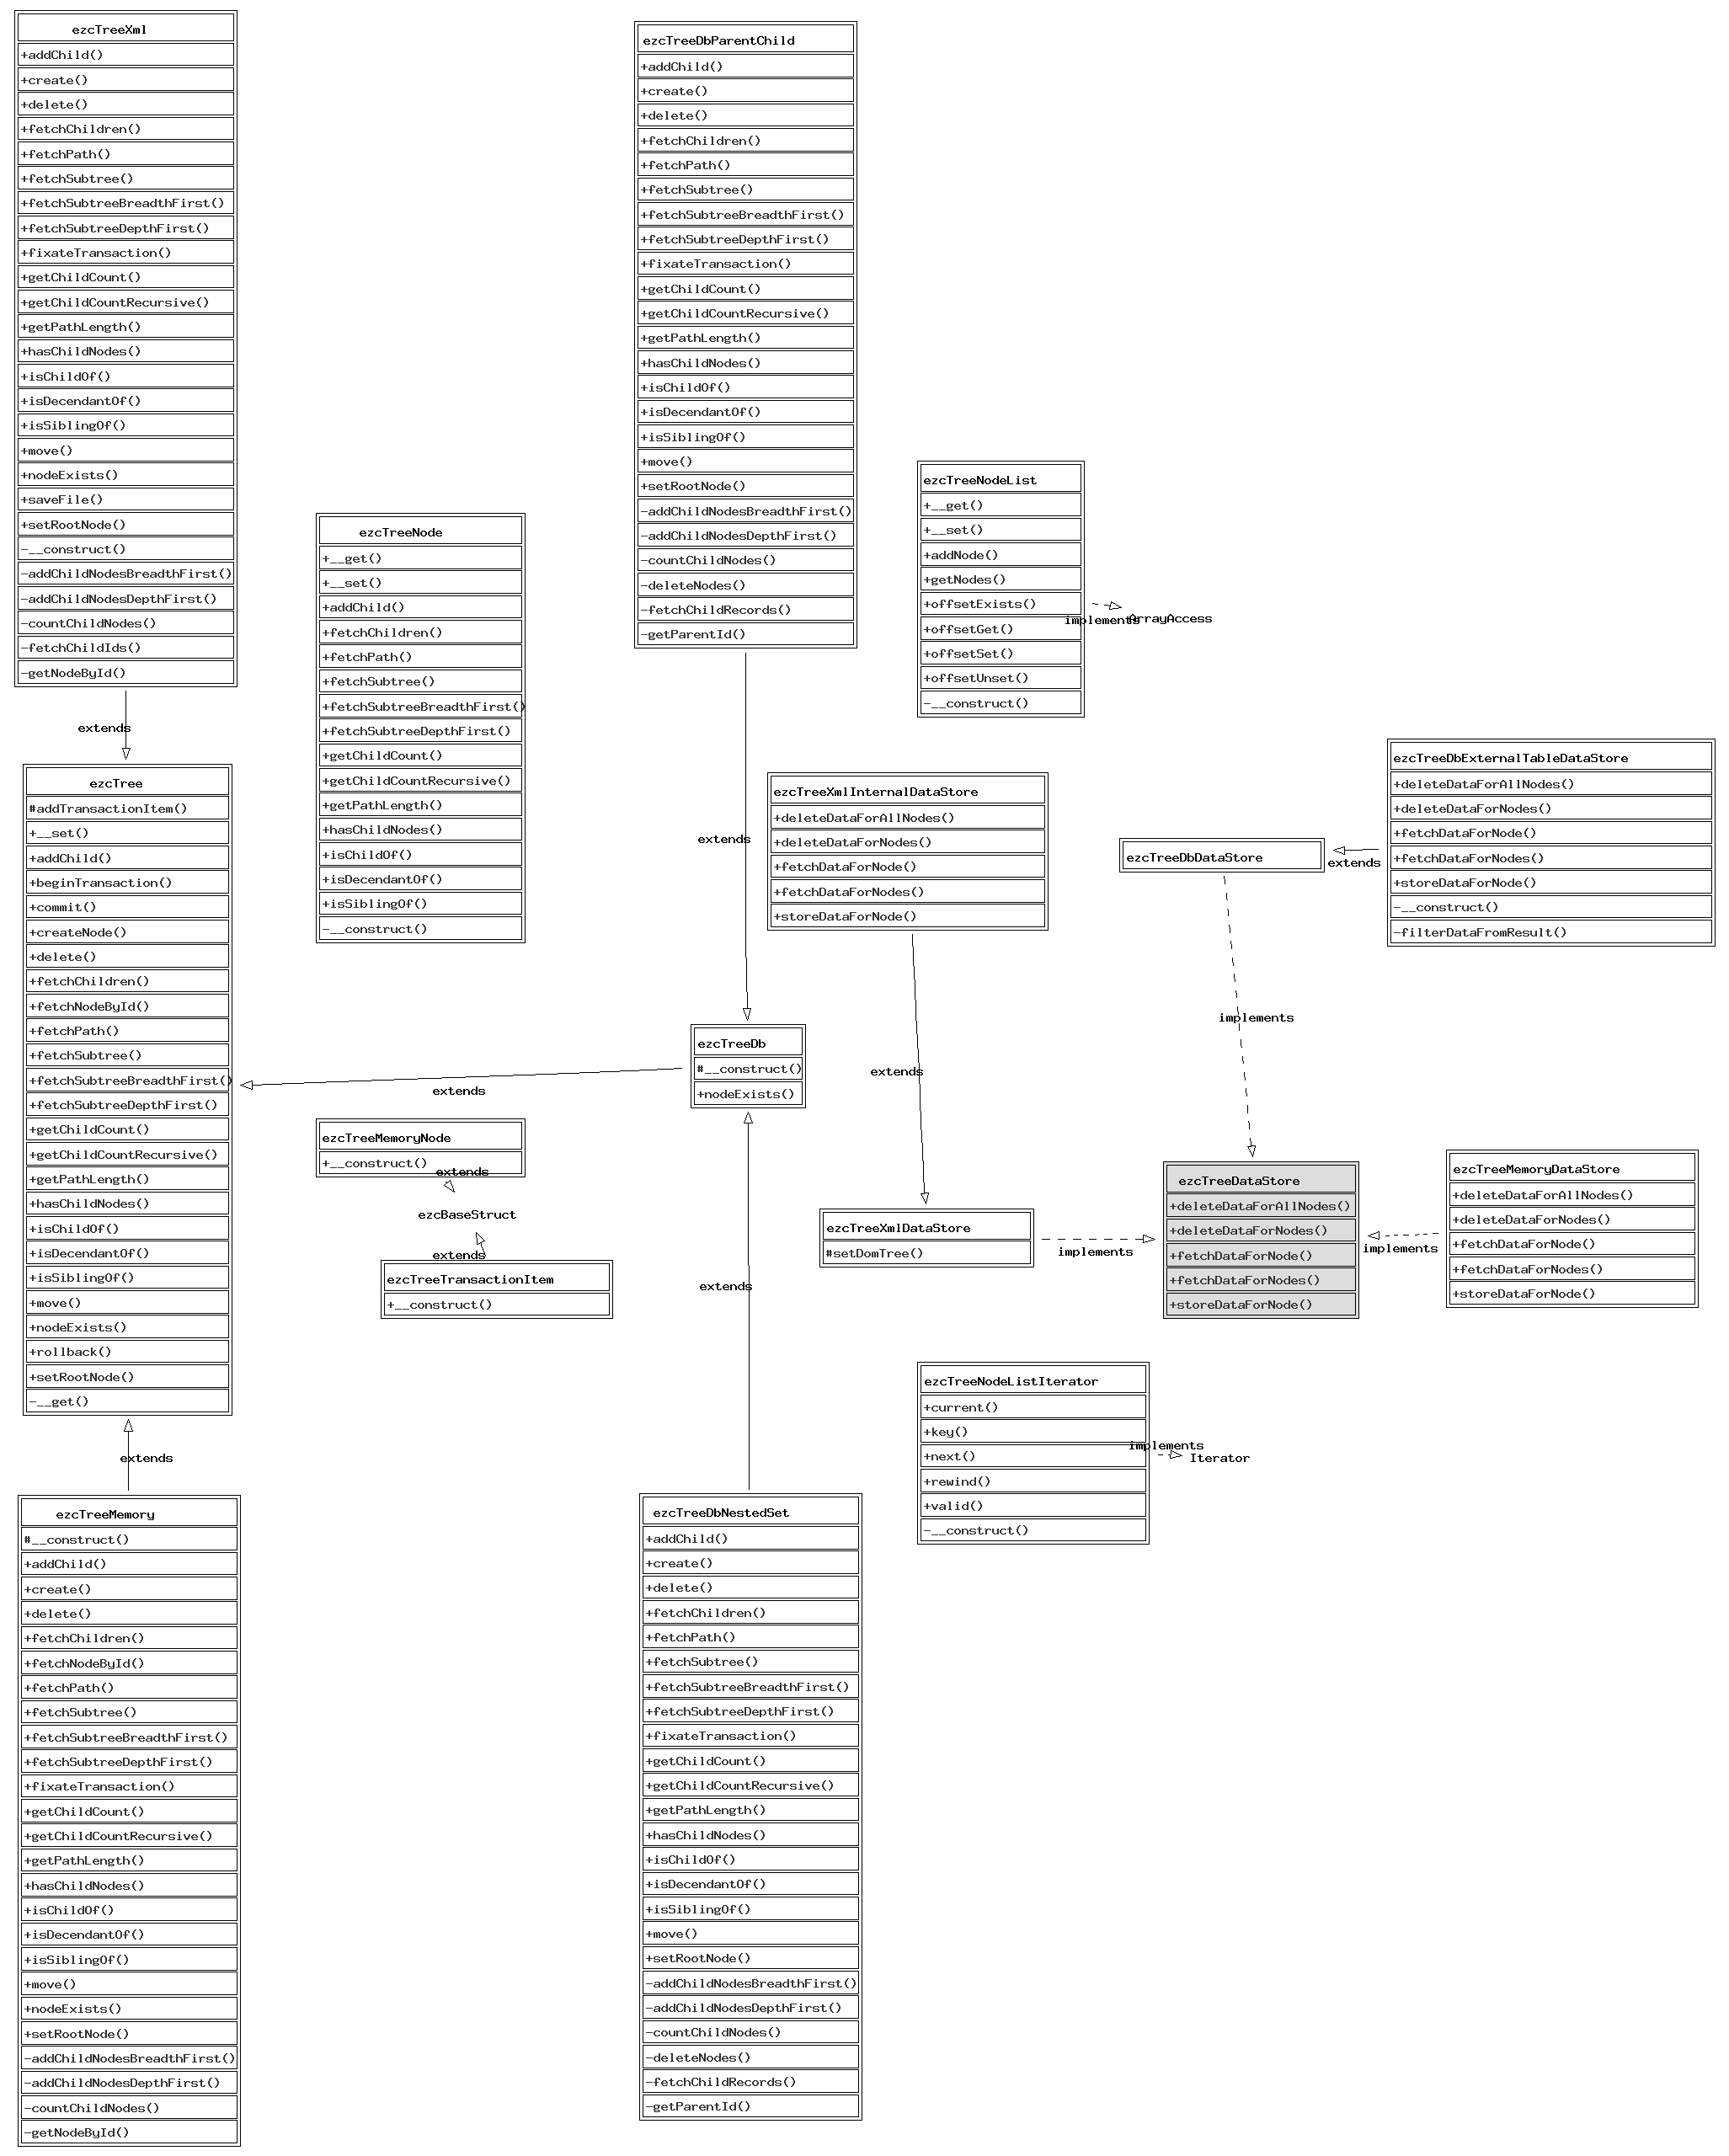 ezcTreeXml
+addChild()
+create()
+delete()
+fetchChildren()
+fetchPath()
+fetchSubtree()
+fetchSubtreeBreadthFirst()
+fetchSubtreeDepthFirst()
+fixateTransaction()
+getChildCount()
+getChildCountRecursive()
+getPathLength()
+hasChildNodes()
+isChildOf()
+isDecendantOf()
+isSiblingOf()
+move()
+nodeExists()
+saveFile()
+setRootNode()
-__construct()
-addChildNodesBreadthFirst()
-addChildNodesDepthFirst()
-countChildNodes()
-fetchChildIds()
-getNodeById()
extends
ezcTree
#addTransactionItem()
+__set()
+addChild()
+beginTransaction()
+commit()
+createNode()
+delete()
+fetchChildren()
+fetchNodeById()
+fetchPath()
+fetchSubtree()
+fetchSubtreeBreadthFirst()
+fetchSubtreeDepthFirst()
+getChildCount()
+getChildCountRecursive()
+getPathLength()
+hasChildNodes()
+isChildOf()
+isDecendantOf()
+isSiblingOf()
+move()
+nodeExists()
+rollback()
+setRootNode()
-__get()
extends
ezcTreeMemory
#__construct()
+addChild()
+create()
+delete()
+fetchChildren()
+fetchNodeById()
+fetchPath()
+fetchSubtree()
+fetchSubtreeBreadthFirst()
+fetchSubtreeDepthFirst()
+fixateTransaction()
+getChildCount()
+getChildCountRecursive()
+getPathLength()
+hasChildNodes()
+isChildOf()
+isDecendantOf()
+isSiblingOf()
+move()
+nodeExists()
+setRootNode()
-addChildNodesBreadthFirst()
-addChildNodesDepthFirst()
-countChildNodes()
-getNodeById()
ezcTreeNode
+__get()
+__set()
+addChild()
+fetchChildren()
+fetchPath()
+fetchSubtree()
+fetchSubtreeBreadthFirst()
+fetchSubtreeDepthFirst()
+getChildCount()
+getChildCountRecursive()
+getPathLength()
+hasChildNodes()
+isChildOf()
+isDecendantOf()
+isSiblingOf()
-__construct()
extends
ezcTreeMemoryNode
+__construct()
extends
ezcBaseStruct
extends
ezcTreeTransactionItem
+__construct()
ezcTreeDbParentChild
+addChild()
+create()
+delete()
+fetchChildren()
+fetchPath()
+fetchSubtree()
+fetchSubtreeBreadthFirst()
+fetchSubtreeDepthFirst()
+fixateTransaction()
+getChildCount()
+getChildCountRecursive()
+getPathLength()
+hasChildNodes()
+isChildOf()
+isDecendantOf()
+isSiblingOf()
+move()
+setRootNode()
-addChildNodesBreadthFirst()
-addChildNodesDepthFirst()
-countChildNodes()
-deleteNodes()
-fetchChildRecords()
-getParentId()
extends
ezcTreeDb
#__construct()
+nodeExists()
extends
ezcTreeDbNestedSet
+addChild()
+create()
+delete()
+fetchChildren()
+fetchPath()
+fetchSubtree()
+fetchSubtreeBreadthFirst()
+fetchSubtreeDepthFirst()
+fixateTransaction()
+getChildCount()
+getChildCountRecursive()
+getPathLength()
+hasChildNodes()
+isChildOf()
+isDecendantOf()
+isSiblingOf()
+move()
+setRootNode()
-addChildNodesBreadthFirst()
-addChildNodesDepthFirst()
-countChildNodes()
-deleteNodes()
-fetchChildRecords()
-getParentId()
ezcTreeNodeList
+__get()
+__set()
+addNode()
+getNodes()
+offsetExists()
+offsetGet()
+offsetSet()
+offsetUnset()
-__construct()
implements
ArrayAccess
ezcTreeXmlInternalDataStore
+deleteDataForAllNodes()
+deleteDataForNodes()
+fetchDataForNode()
+fetchDataForNodes()
+storeDataForNode()
extends
ezcTreeXmlDataStore
#setDomTree()
implements
ezcTreeDbDataStore
extends
ezcTreeDbExternalTableDataStore
+deleteDataForAllNodes()
+deleteDataForNodes()
+fetchDataForNode()
+fetchDataForNodes()
+storeDataForNode()
-__construct()
-filterDataFromResult()
implements
ezcTreeDataStore
+deleteDataForAllNodes()
+deleteDataForNodes()
+fetchDataForNode()
+fetchDataForNodes()
+storeDataForNode()
implements
ezcTreeMemoryDataStore
+deleteDataForAllNodes()
+deleteDataForNodes()
+fetchDataForNode()
+fetchDataForNodes()
+storeDataForNode()
ezcTreeNodeListIterator
+current()
+key()
+next()
+rewind()
+valid()
-__construct()
implements
Iterator